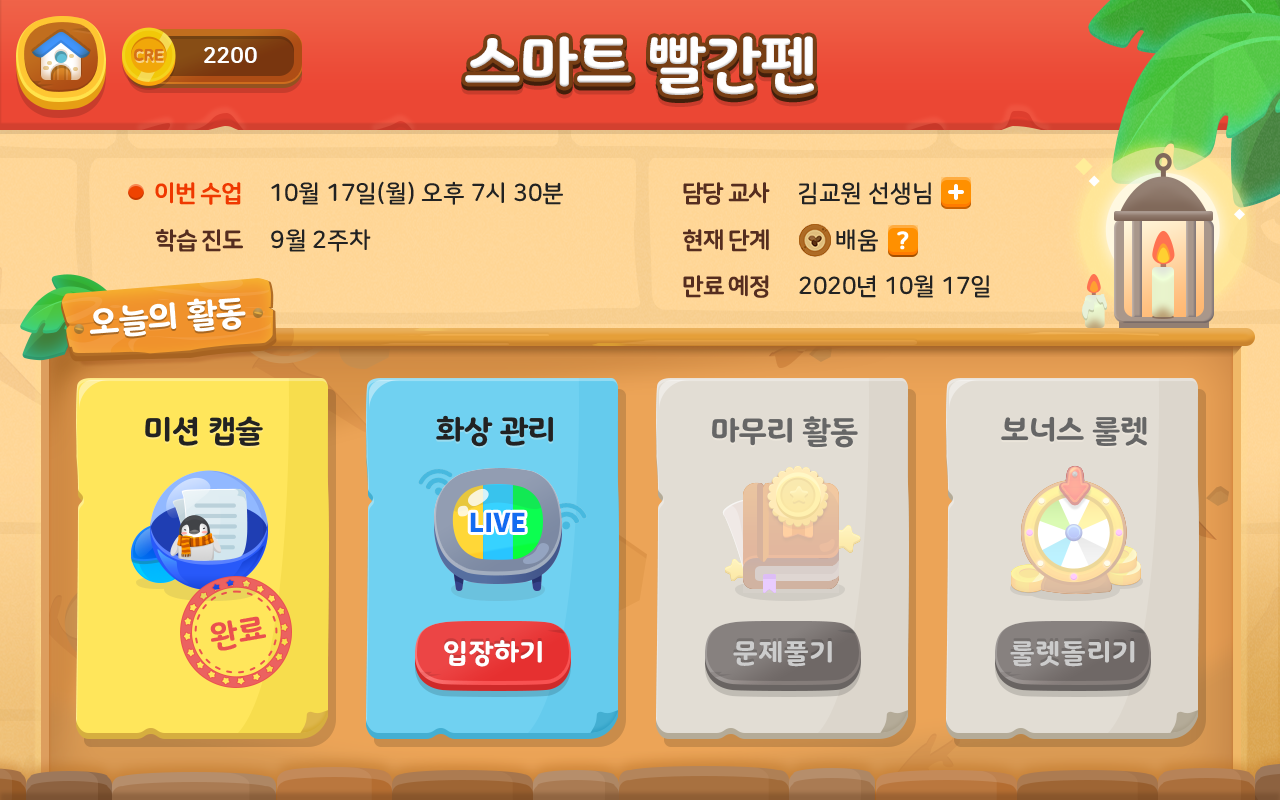 CRE
2200
스마트 빨간펜
이번 수업 10월 17일(월) 오후 7시 30분
학습 진도 9월 2주차
담당 교사 김교원 선생님 +
현재 단계 배움 ?
만료 예정 2020년 10월 17일
오늘의 활동
미션 캡슐
완료
화상 관리
LIVE
입장하기
마무리 활동
문제풀기
보너스 룰렛
룰렛돌리기